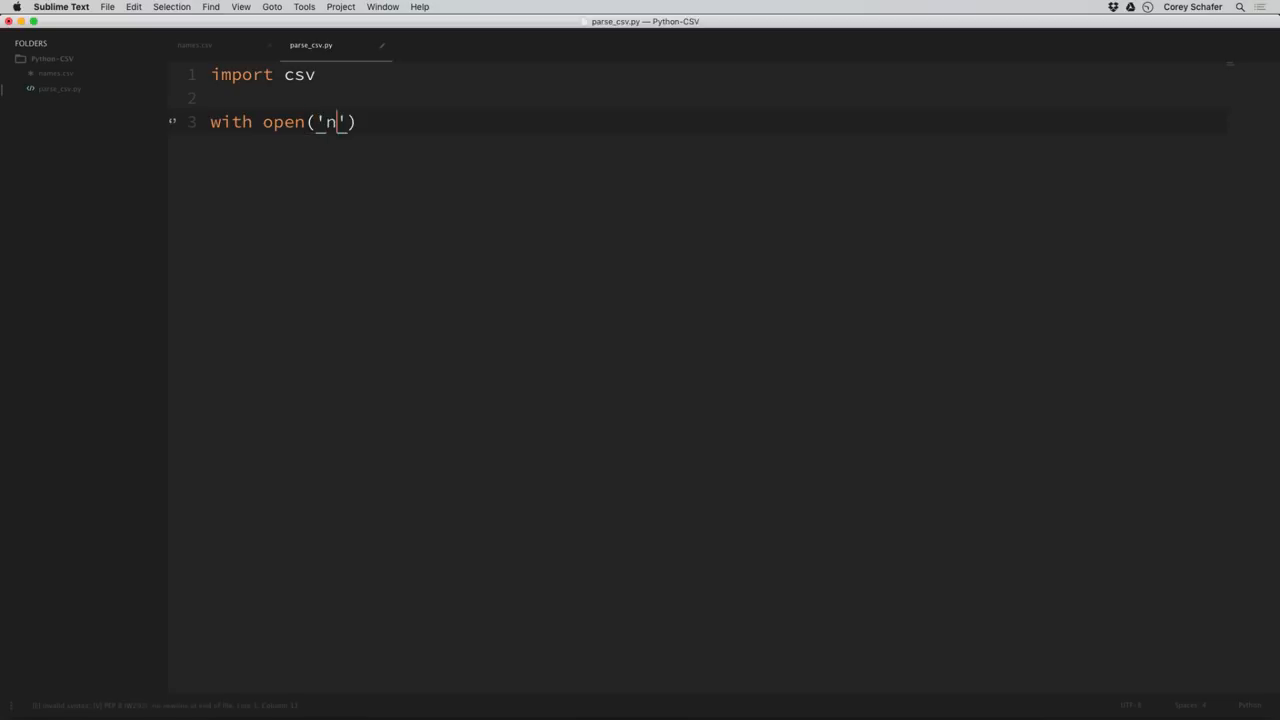 Sublime Text File Edit Selection Find View Goto Tools Project Window Help Corey Schafer
parse_csv.py — Python-CSV
FOLDERS
Python-CSV
names.csv
parse_csv.py
names.csv parse_csv.py
1 import csv
2
3 with open('n')
UTF-8 Spaces: 4 Python